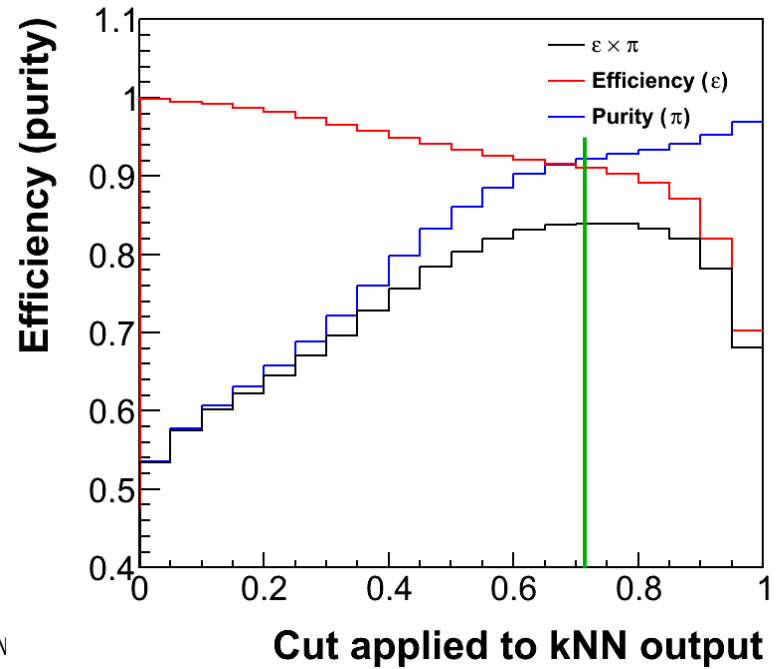 Efficiency (purity)
1.1
1
0.9
0.8
0.7
0.6
0.5
0.4
ε × π
Efficiency (ε)
Purity (π)
0 0.2 0.4 0.6 0.8 1
Cut applied to kNN output